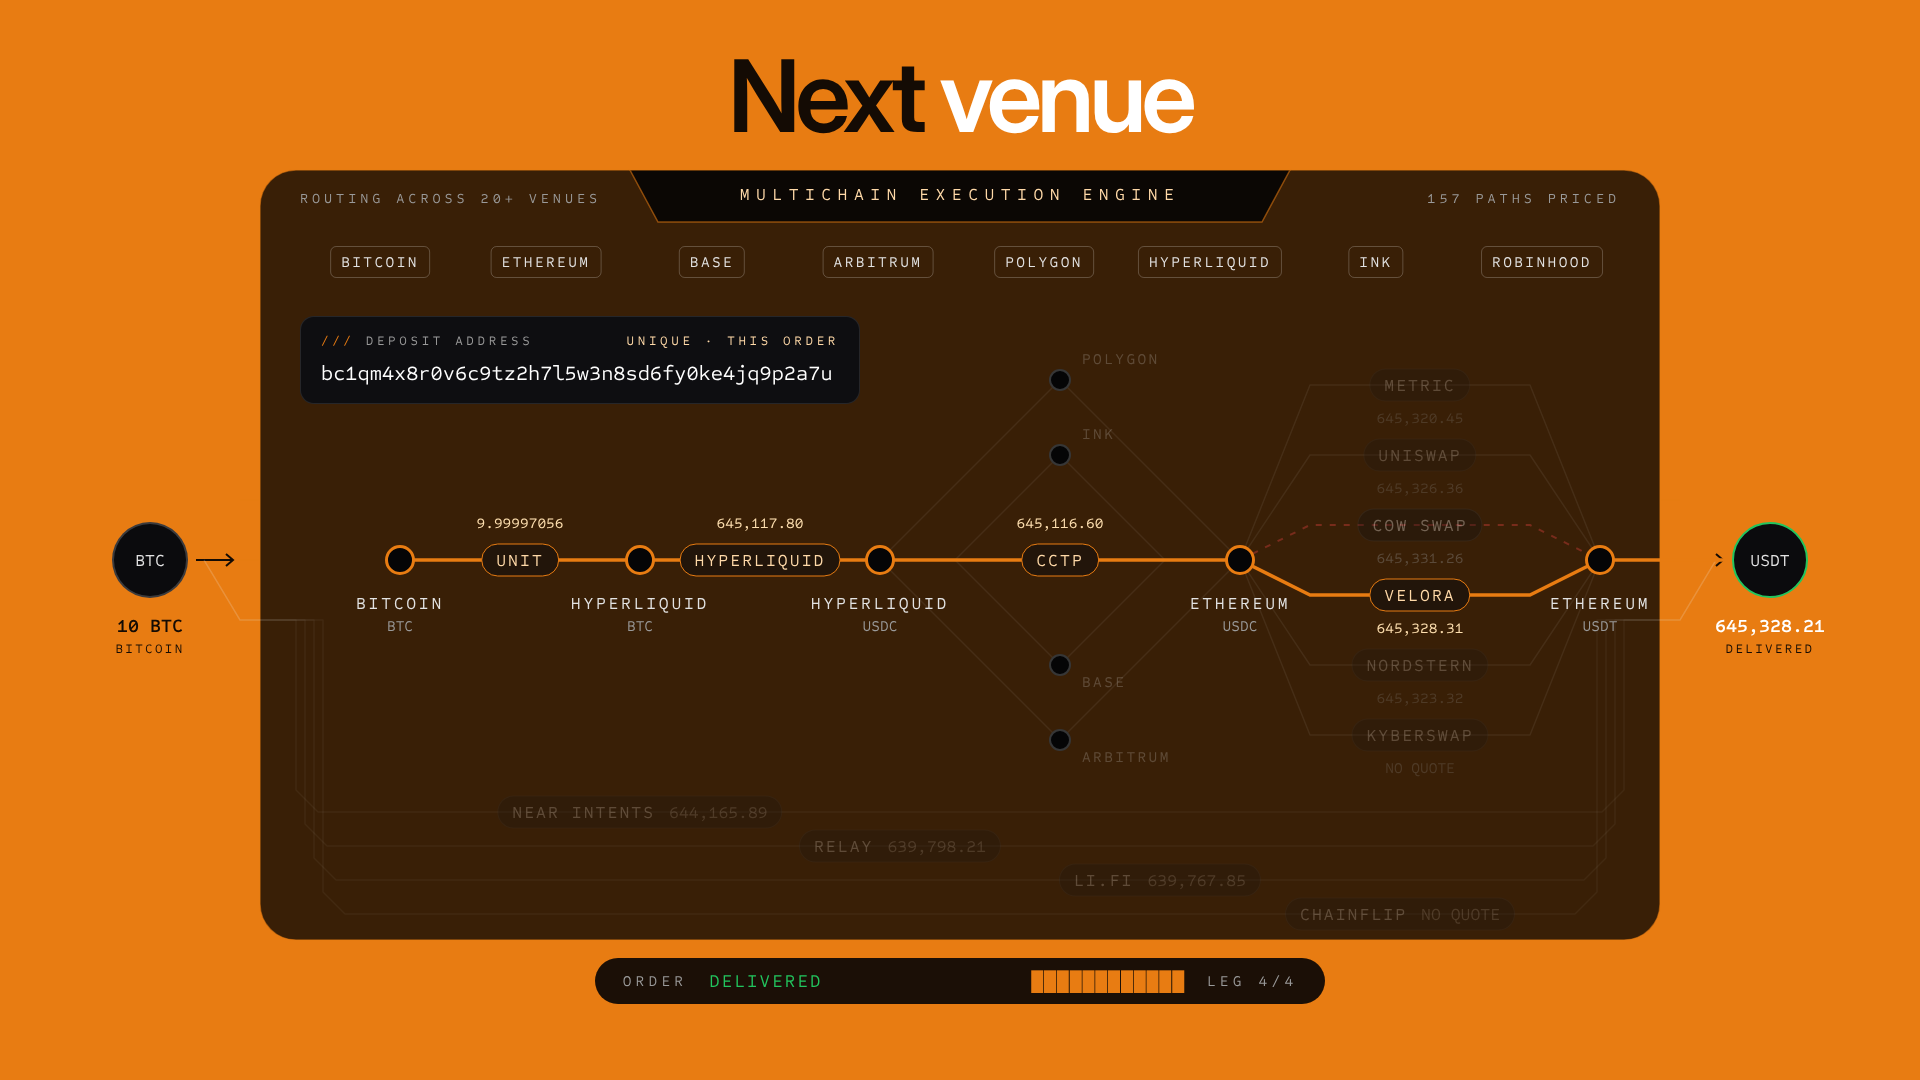 Next venue
ROUTING ACROSS 20+ VENUES
MULTICHAIN EXECUTION ENGINE
157 PATHS PRICED
BITCOIN
ETHEREUM
BASE
ARBITRUM
POLYGON
HYPERLIQUID
INK
ROBINHOOD
/// DEPOSIT ADDRESS
UNIQUE · THIS ORDER
bc1qm4x8r0v6c9tz2h7l5w3n8sd6fy0ke4jq9p2a7u
POLYGON
INK
BASE
ARBITRUM
METRIC
645,320.45
UNISWAP
645,326.36
COW SWAP
645,331.26
VELORA
645,328.31
NORDSTERN
645,323.32
KYBERSWAP
NO QUOTE
BTC
10 BTC
BITCOIN
9.99997056
UNIT
645,117.80
HYPERLIQUID
645,116.60
CCTP
BITCOIN
BTC
HYPERLIQUID
BTC
HYPERLIQUID
USDC
ETHEREUM
USDC
ETHEREUM
USDT
USDT
645,328.21
DELIVERED
NEAR INTENTS 644,165.89
RELAY 639,798.21
LI.FI 639,767.85
CHAINFLIP NO QUOTE
ORDER DELIVERED
LEG 4/4